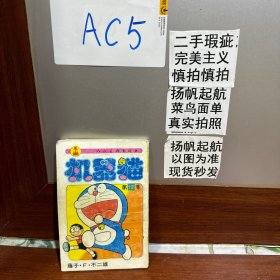 AC5
二手瑕疵
完美主义
慎拍慎拍
扬帆起航
菜鸟面单
真实拍照
扬帆起航
以图为准
现货秒发
机器猫
藤子·F·不二雄